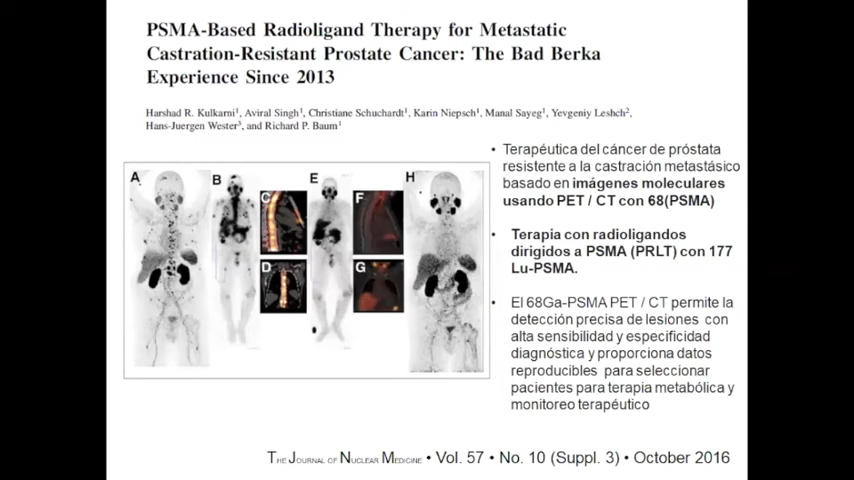 PSMA-Based Radioligand Therapy for Metastatic
Castration-Resistant Prostate Cancer: The Bad Berka
Experience Since 2013
Harshad R. Kulkarni1, Aviral Singh1, Christiane Schuchardt1, Karin Niepsch1, Manal Sayeg1, Yevgeniy Leshch2,
Hans-Juergen Wester3, and Richard P. Baum1
A
B
C
D
E
F
G
H
• Terapéutica del cáncer de próstata
resistente a la castración metastásico
basado en imágenes moleculares
usando PET / CT con 68(PSMA)
• Terapia con radioligandos
dirigidos a PSMA (PRLT) con 177
Lu-PSMA.
• El 68Ga-PSMA PET / CT permite la
detección precisa de lesiones con
alta sensibilidad y especificidad
diagnóstica y proporciona datos
reproducibles para seleccionar
pacientes para terapia metabólica y
monitoreo terapéutico
THE JOURNAL OF NUCLEAR MEDICINE • Vol. 57 • No. 10 (Suppl. 3) • October 2016